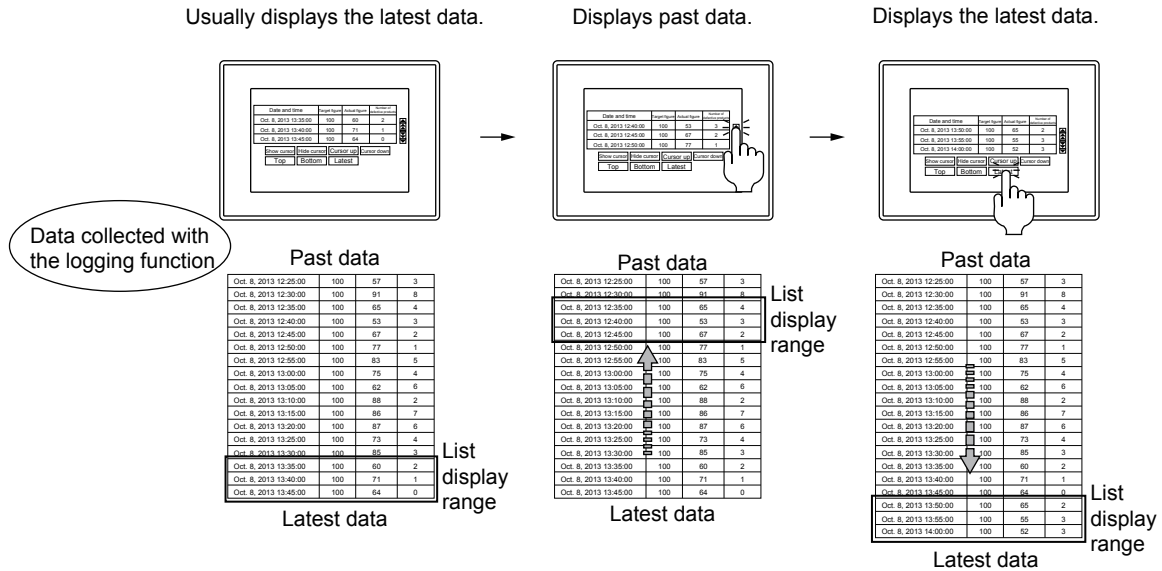 Usually displays the latest data.
Displays past data.
Displays the latest data.
Date and time Target figure Actual figure Number of defective products
Oct. 8, 2013 13:35:00 100 60 2
Oct. 8, 2013 13:40:00 100 71 1
Oct. 8, 2013 13:45:00 100 64 0
Show cursor Hide cursor Cursor up Cursor down
Top Bottom Latest
Date and time Target figure Actual figure Number of defective products
Oct. 8, 2013 12:40:00 100 53 3
Oct. 8, 2013 12:45:00 100 67 2
Oct. 8, 2013 12:50:00 100 77 1
Show cursor Hide cursor Cursor up Cursor down
Top Bottom Latest
Date and time Target figure Actual figure Number of defective products
Oct. 8, 2013 13:50:00 100 65 2
Oct. 8, 2013 13:55:00 100 55 3
Oct. 8, 2013 14:00:00 100 52 3
Show cursor Hide cursor Cursor up Cursor down
Top Bottom
Data collected with
the logging function
Past data
Oct. 8, 2013 12:25:00 100 57 3
Oct. 8, 2013 12:30:00 100 91 8
Oct. 8, 2013 12:35:00 100 65 4
Oct. 8, 2013 12:40:00 100 53 3
Oct. 8, 2013 12:45:00 100 67 2
Oct. 8, 2013 12:50:00 100 77 1
Oct. 8, 2013 12:55:00 100 83 5
Oct. 8, 2013 13:00:00 100 75 4
Oct. 8, 2013 13:05:00 100 62 6
Oct. 8, 2013 13:10:00 100 88 2
Oct. 8, 2013 13:15:00 100 86 7
Oct. 8, 2013 13:20:00 100 87 6
Oct. 8, 2013 13:25:00 100 73 4
Oct. 8, 2013 13:30:00 100 85 3
Oct. 8, 2013 13:35:00 100 60 2
Oct. 8, 2013 13:40:00 100 71 1
Oct. 8, 2013 13:45:00 100 64 0
List
display
range
Latest data
Past data
Oct. 8, 2013 12:25:00 100 57 3
Oct. 8, 2013 12:30:00 100 91 8
Oct. 8, 2013 12:35:00 100 65 4
Oct. 8, 2013 12:40:00 100 53 3
Oct. 8, 2013 12:45:00 100 67 2
Oct. 8, 2013 12:50:00 100 77 1
Oct. 8, 2013 12:55:00 100 83 5
Oct. 8, 2013 13:00:00 100 75 4
Oct. 8, 2013 13:05:00 100 62 6
Oct. 8, 2013 13:10:00 100 88 2
Oct. 8, 2013 13:15:00 100 86 7
Oct. 8, 2013 13:20:00 100 87 6
Oct. 8, 2013 13:25:00 100 73 4
Oct. 8, 2013 13:30:00 100 85 3
Oct. 8, 2013 13:35:00 100 60 2
Oct. 8, 2013 13:40:00 100 71 1
Oct. 8, 2013 13:45:00 100 64 0
List
display
range
Latest data
Past data
Oct. 8, 2013 12:25:00 100 57 3
Oct. 8, 2013 12:30:00 100 91 8
Oct. 8, 2013 12:35:00 100 65 4
Oct. 8, 2013 12:40:00 100 53 3
Oct. 8, 2013 12:45:00 100 67 2
Oct. 8, 2013 12:50:00 100 77 1
Oct. 8, 2013 12:55:00 100 83 5
Oct. 8, 2013 13:00:00 100 75 4
Oct. 8, 2013 13:05:00 100 62 6
Oct. 8, 2013 13:10:00 100 88 2
Oct. 8, 2013 13:15:00 100 86 7
Oct. 8, 2013 13:20:00 100 87 6
Oct. 8, 2013 13:25:00 100 73 4
Oct. 8, 2013 13:30:00 100 85 3
Oct. 8, 2013 13:35:00 100 60 2
Oct. 8, 2013 13:40:00 100 71 1
Oct. 8, 2013 13:45:00 100 64 0
Oct. 8, 2013 13:50:00 100 65 2
Oct. 8, 2013 13:55:00 100 55 3
Oct. 8, 2013 14:00:00 100 52 3
List
display
range
Latest data